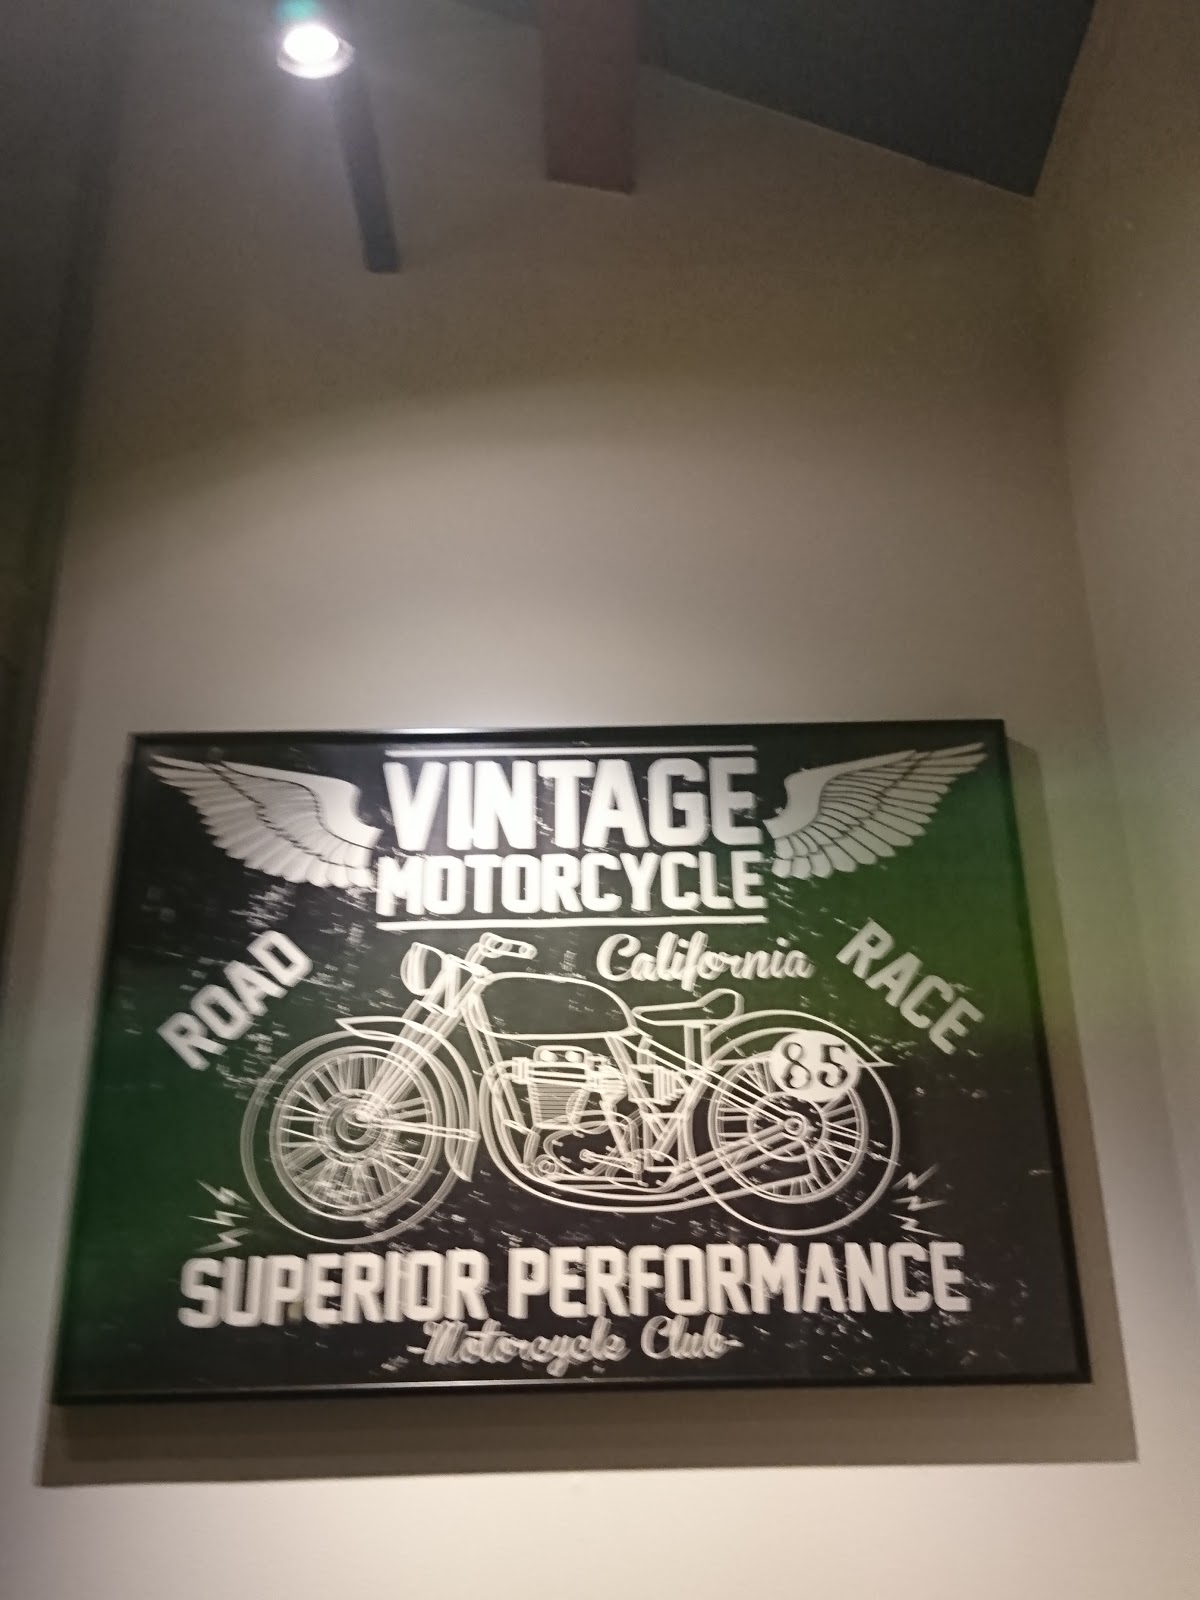 VINTAGE
MOTORCYCLE
California
ROAD
RACE
85
SUPERIOR PERFORMANCE
-Motorcycle Club-